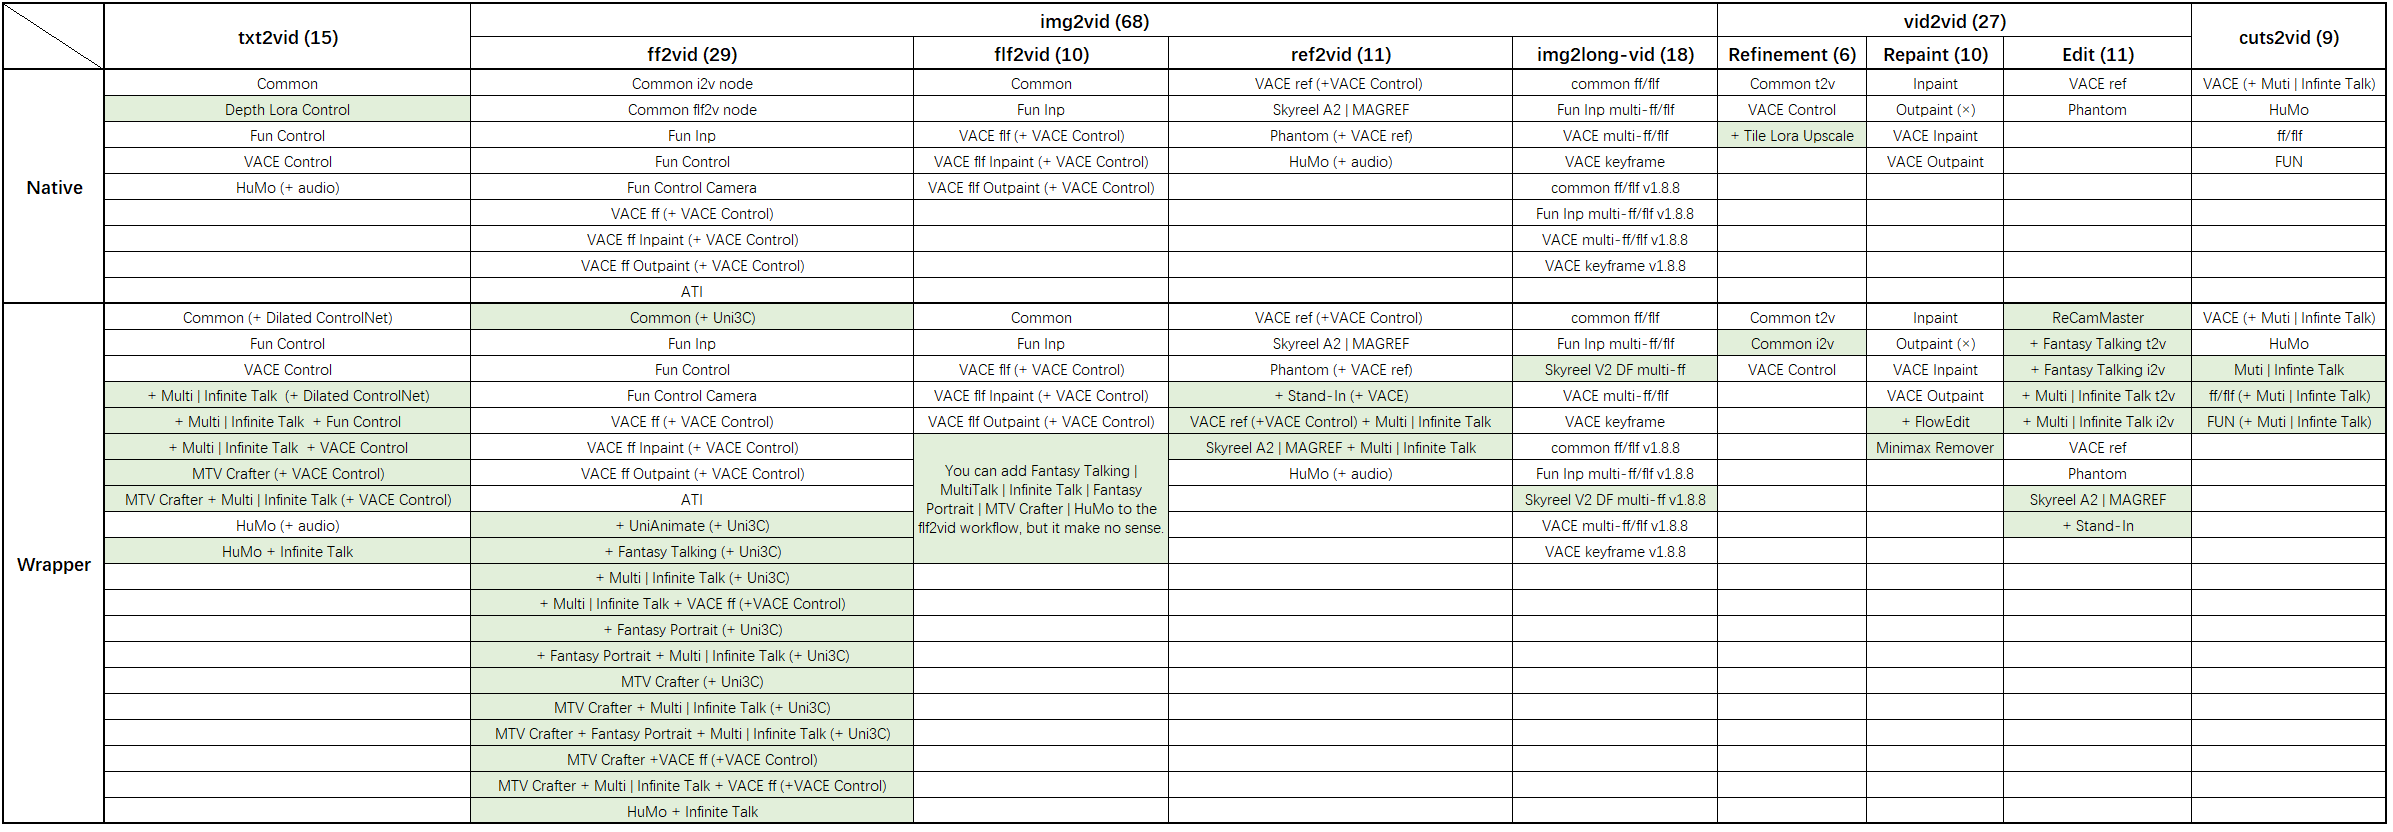 txt2vid (15)
img2vid (68)
vid2vid (27)
cuts2vid (9)
ff2vid (29)
flf2vid (10)
ref2vid (11)
img2long-vid (18)
Refinement (6)
Repaint (10)
Edit (11)
Native
Common
Common i2v node
Common
VACE ref (+VACE Control)
common ff/flf
Common t2v
Inpaint
VACE ref
VACE (+ Muti | Infinite Talk)
Depth Lora Control
Common flf2v node
Fun Inp
Skyreel A2 | MAGREF
Fun Inp multi-ff/flf
VACE Control
Outpaint (×)
Phantom
HuMo
Fun Control
Fun Inp
VACE flf (+ VACE Control)
Phantom (+ VACE ref)
VACE multi-ff/flf
+ Tile Lora Upscale
VACE Inpaint
ff/flf
VACE Control
Fun Control
VACE flf Inpaint (+ VACE Control)
HuMo (+ audio)
VACE keyframe
VACE Outpaint
FUN
HuMo (+ audio)
Fun Control Camera
VACE flf Outpaint (+ VACE Control)
common ff/flf v1.8.8
VACE ff (+ VACE Control)
Fun Inp multi-ff/flf v1.8.8
VACE ff Inpaint (+ VACE Control)
VACE multi-ff/flf v1.8.8
VACE ff Outpaint (+ VACE Control)
VACE keyframe v1.8.8
ATI
Wrapper
Common (+ Dilated ControlNet)
Common (+ Uni3C)
Common
VACE ref (+VACE Control)
common ff/flf
Common t2v
Inpaint
ReCamMaster
VACE (+ Muti | Infinite Talk)
Fun Control
Fun Inp
Fun Inp
Skyreel A2 | MAGREF
Fun Inp multi-ff/flf
Common i2v
Outpaint (×)
+ Fantasy Talking t2v
HuMo
VACE Control
Fun Control
VACE flf (+ VACE Control)
Phantom (+ VACE ref)
Skyreel V2 DF multi-ff
VACE Control
VACE Inpaint
+ Fantasy Talking i2v
Muti | Infinite Talk
+ Multi | Infinite Talk (+ Dilated ControlNet)
Fun Control Camera
VACE flf Inpaint (+ VACE Control)
+ Stand-In (+ VACE)
VACE multi-ff/flf
VACE Outpaint
+ Multi | Infinite Talk t2v
ff/flf (+ Muti | Infinite Talk)
+ Multi | Infinite Talk + Fun Control
VACE ff (+ VACE Control)
VACE flf Outpaint (+ VACE Control)
VACE ref (+VACE Control) + Multi | Infinite Talk
VACE keyframe
+ FlowEdit
+ Multi | Infinite Talk i2v
FUN (+ Muti | Infinite Talk)
+ Multi | Infinite Talk + VACE Control
VACE ff Inpaint (+ VACE Control)
You can add Fantasy Talking |
MultiTalk | Infinite Talk | Fantasy
Portrait | MTV Crafter | HuMo to the
flf2vid workflow, but it make no sense.
Skyreel A2 | MAGREF + Multi | Infinite Talk
common ff/flf v1.8.8
Minimax Remover
VACE ref
MTV Crafter (+ VACE Control)
VACE ff Outpaint (+ VACE Control)
HuMo (+ audio)
Fun Inp multi-ff/flf v1.8.8
Phantom
MTV Crafter + Multi | Infinite Talk (+ VACE Control)
ATI
Skyreel V2 DF multi-ff v1.8.8
Skyreel A2 | MAGREF
HuMo (+ audio)
+ UniAnimate (+ Uni3C)
VACE multi-ff/flf v1.8.8
+ Stand-In
HuMo + Infinite Talk
+ Fantasy Talking (+ Uni3C)
VACE keyframe v1.8.8
+ Multi | Infinite Talk (+ Uni3C)
+ Multi | Infinite Talk + VACE ff (+VACE Control)
+ Fantasy Portrait (+ Uni3C)
+ Fantasy Portrait + Multi | Infinite Talk (+ Uni3C)
MTV Crafter (+ Uni3C)
MTV Crafter + Multi | Infinite Talk (+ Uni3C)
MTV Crafter + Fantasy Portrait + Multi | Infinite Talk (+ Uni3C)
MTV Crafter +VACE ff (+VACE Control)
MTV Crafter + Multi | Infinite Talk + VACE ff (+VACE Control)
HuMo + Infinite Talk